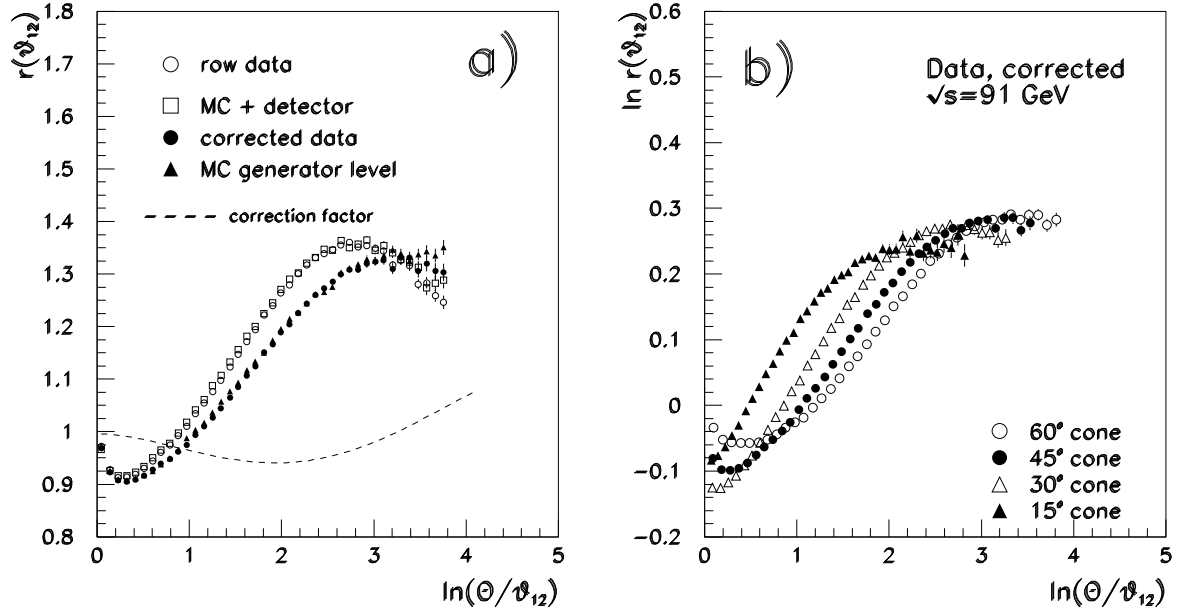 r(ϑ₁₂)
1.8
1.7
1.6
1.5
1.4
1.3
1.2
1.1
1
0.9
0.8
a)
row data
MC + detector
corrected data
MC generator level
correction factor
0 1 2 3 4 5
ln(Θ/ϑ₁₂)
ln r(ϑ₁₂)
0.6
0.5
0.4
0.3
0.2
0.1
0
−0.1
−0.2
b)
Data, corrected
√s=91 GeV
60° cone
45° cone
30° cone
15° cone
0 1 2 3 4 5
ln(Θ/ϑ₁₂)